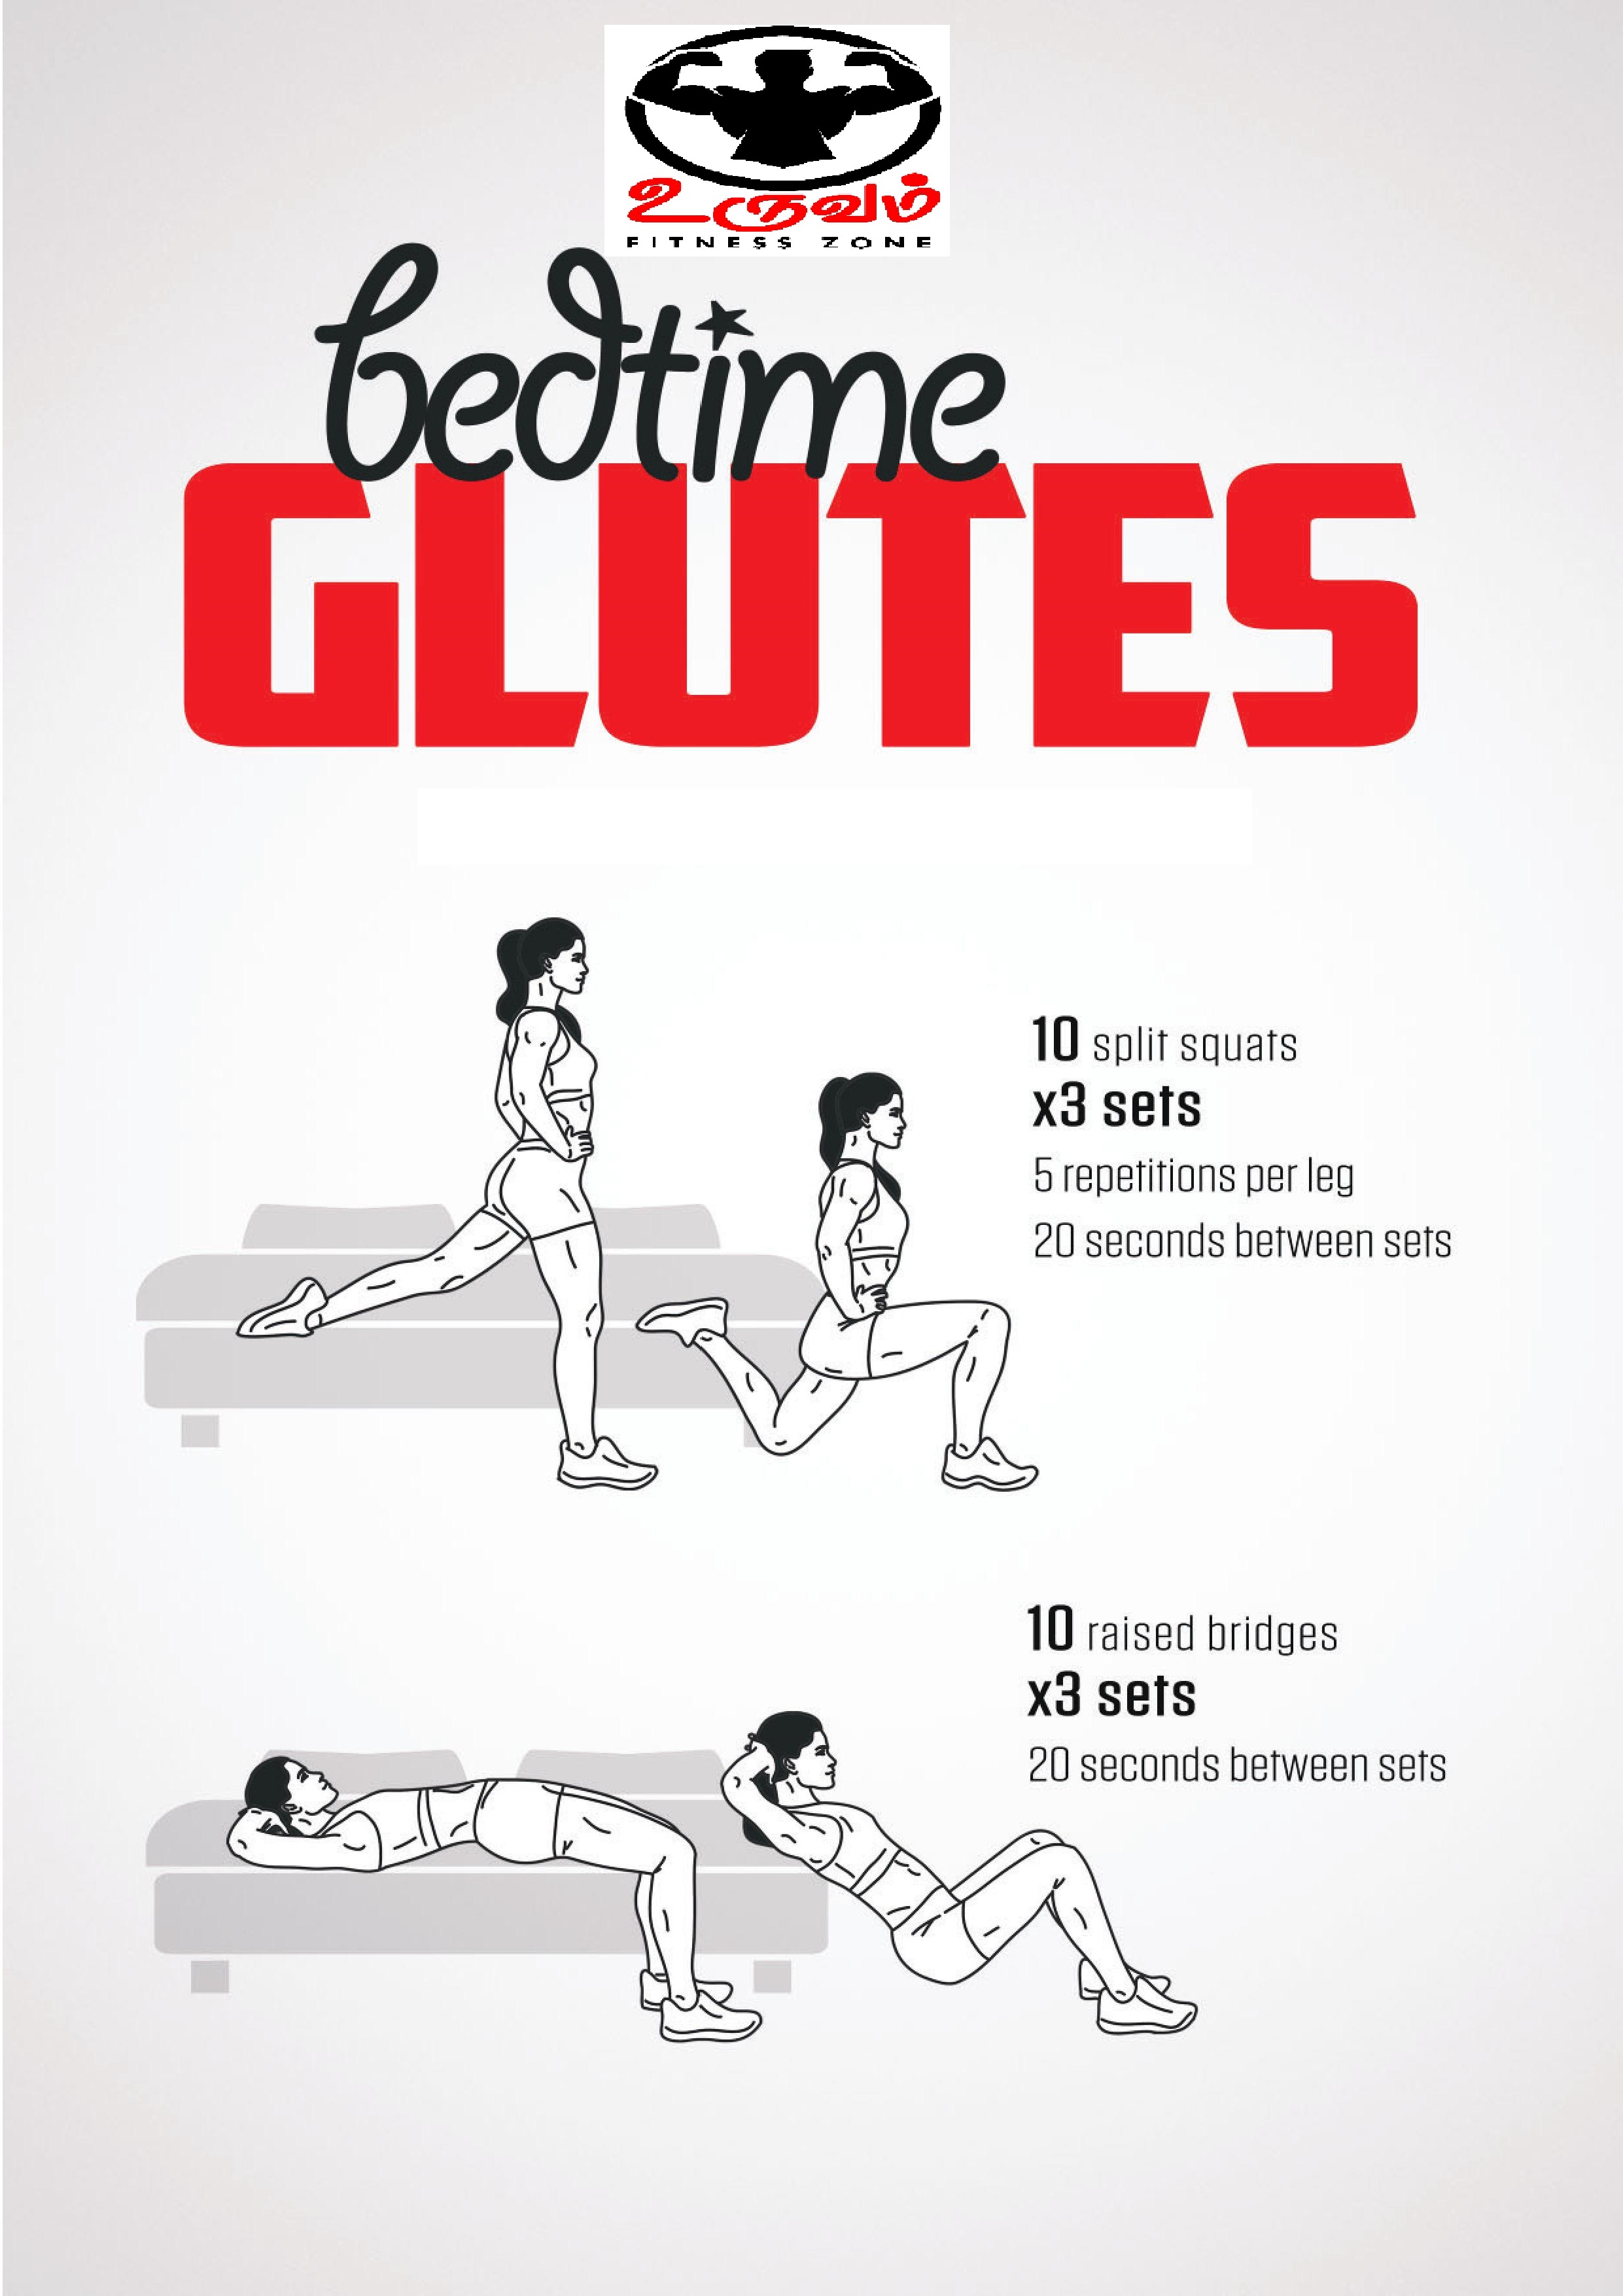 உருவம்
FITNESS ZONE
bedtime
GLUTES
10 split squats
x3 sets
5 repetitions per leg
20 seconds between sets
10 raised bridges
x3 sets
20 seconds between sets